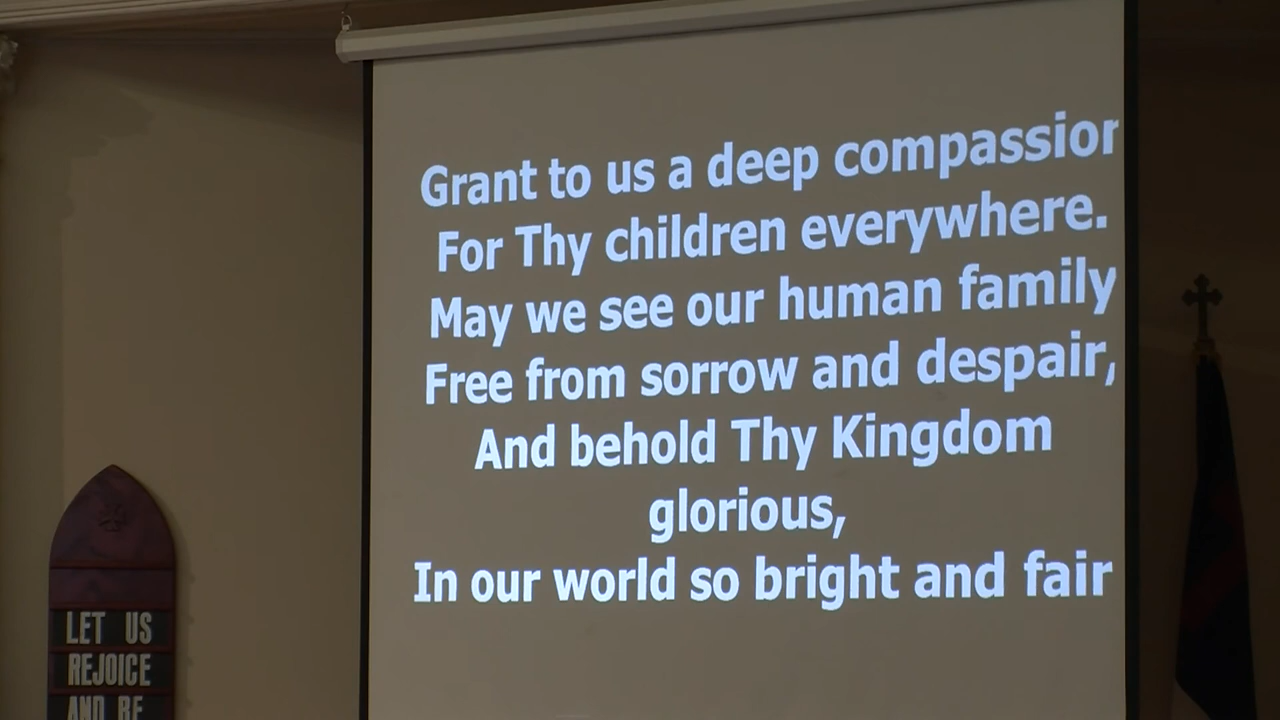 Grant to us a deep compassion
For Thy children everywhere.
May we see our human family
Free from sorrow and despair,
And behold Thy Kingdom
glorious,
In our world so bright and fair
LET US
REJOICE
AND BE